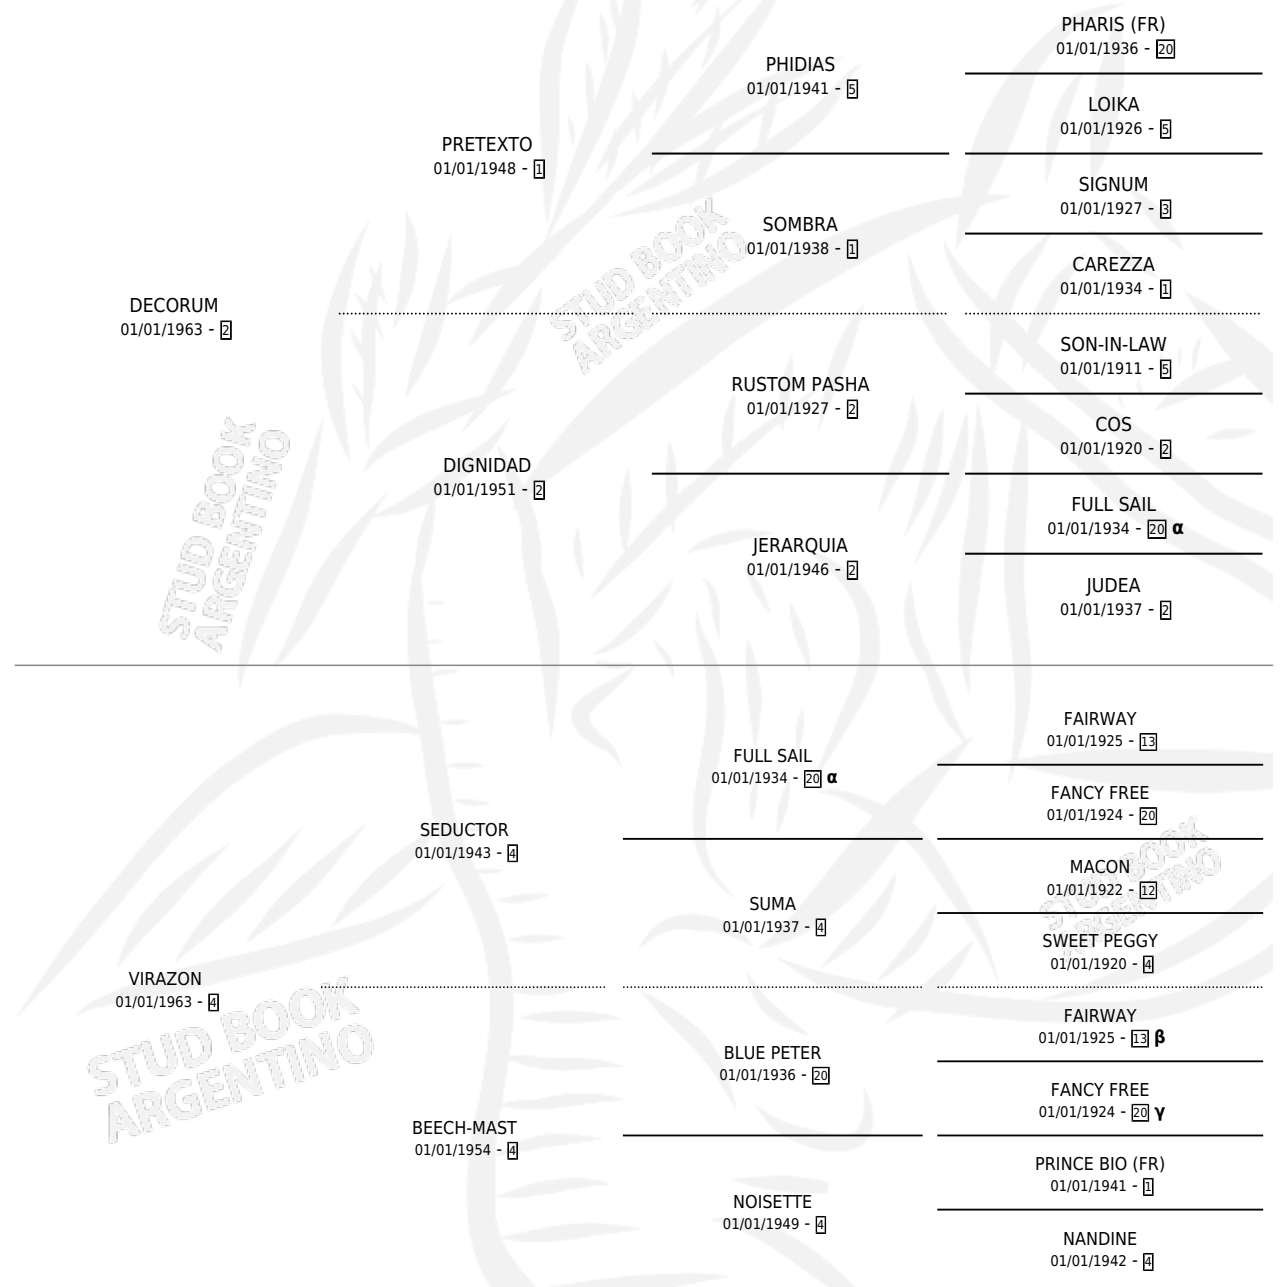 PHARIS (FR)
01/01/1936 - 20
PHIDIAS
01/01/1941 - 5
LOIKA
01/01/1926 - 5
PRETEXTO
01/01/1948 - 1
SIGNUM
01/01/1927 - 3
SOMBRA
01/01/1938 - 1
CAREZZA
01/01/1934 - 1
DECORUM
01/01/1963 - 2
SON-IN-LAW
01/01/1911 - 5
RUSTOM PASHA
01/01/1927 - 2
COS
01/01/1920 - 2
DIGNIDAD
01/01/1951 - 2
FULL SAIL
01/01/1934 - 20 α
JERARQUIA
01/01/1946 - 2
JUDEA
01/01/1937 - 2
FAIRWAY
01/01/1925 - 13
FULL SAIL
01/01/1934 - 20 α
FANCY FREE
01/01/1924 - 20
SEDUCTOR
01/01/1943 - 4
MACON
01/01/1922 - 12
SUMA
01/01/1937 - 4
SWEET PEGGY
01/01/1920 - 4
VIRAZON
01/01/1963 - 4
FAIRWAY
01/01/1925 - 13 β
BLUE PETER
01/01/1936 - 20
FANCY FREE
01/01/1924 - 20 γ
BEECH-MAST
01/01/1954 - 4
PRINCE BIO (FR)
01/01/1941 - 1
NOISETTE
01/01/1949 - 4
NANDINE
01/01/1942 - 4
STUD BOOK
ARGENTINO
STUD BOOK
ARGENTINO
STUD BOOK
ARGENTINO
STUD BOOK
ARGENTINO